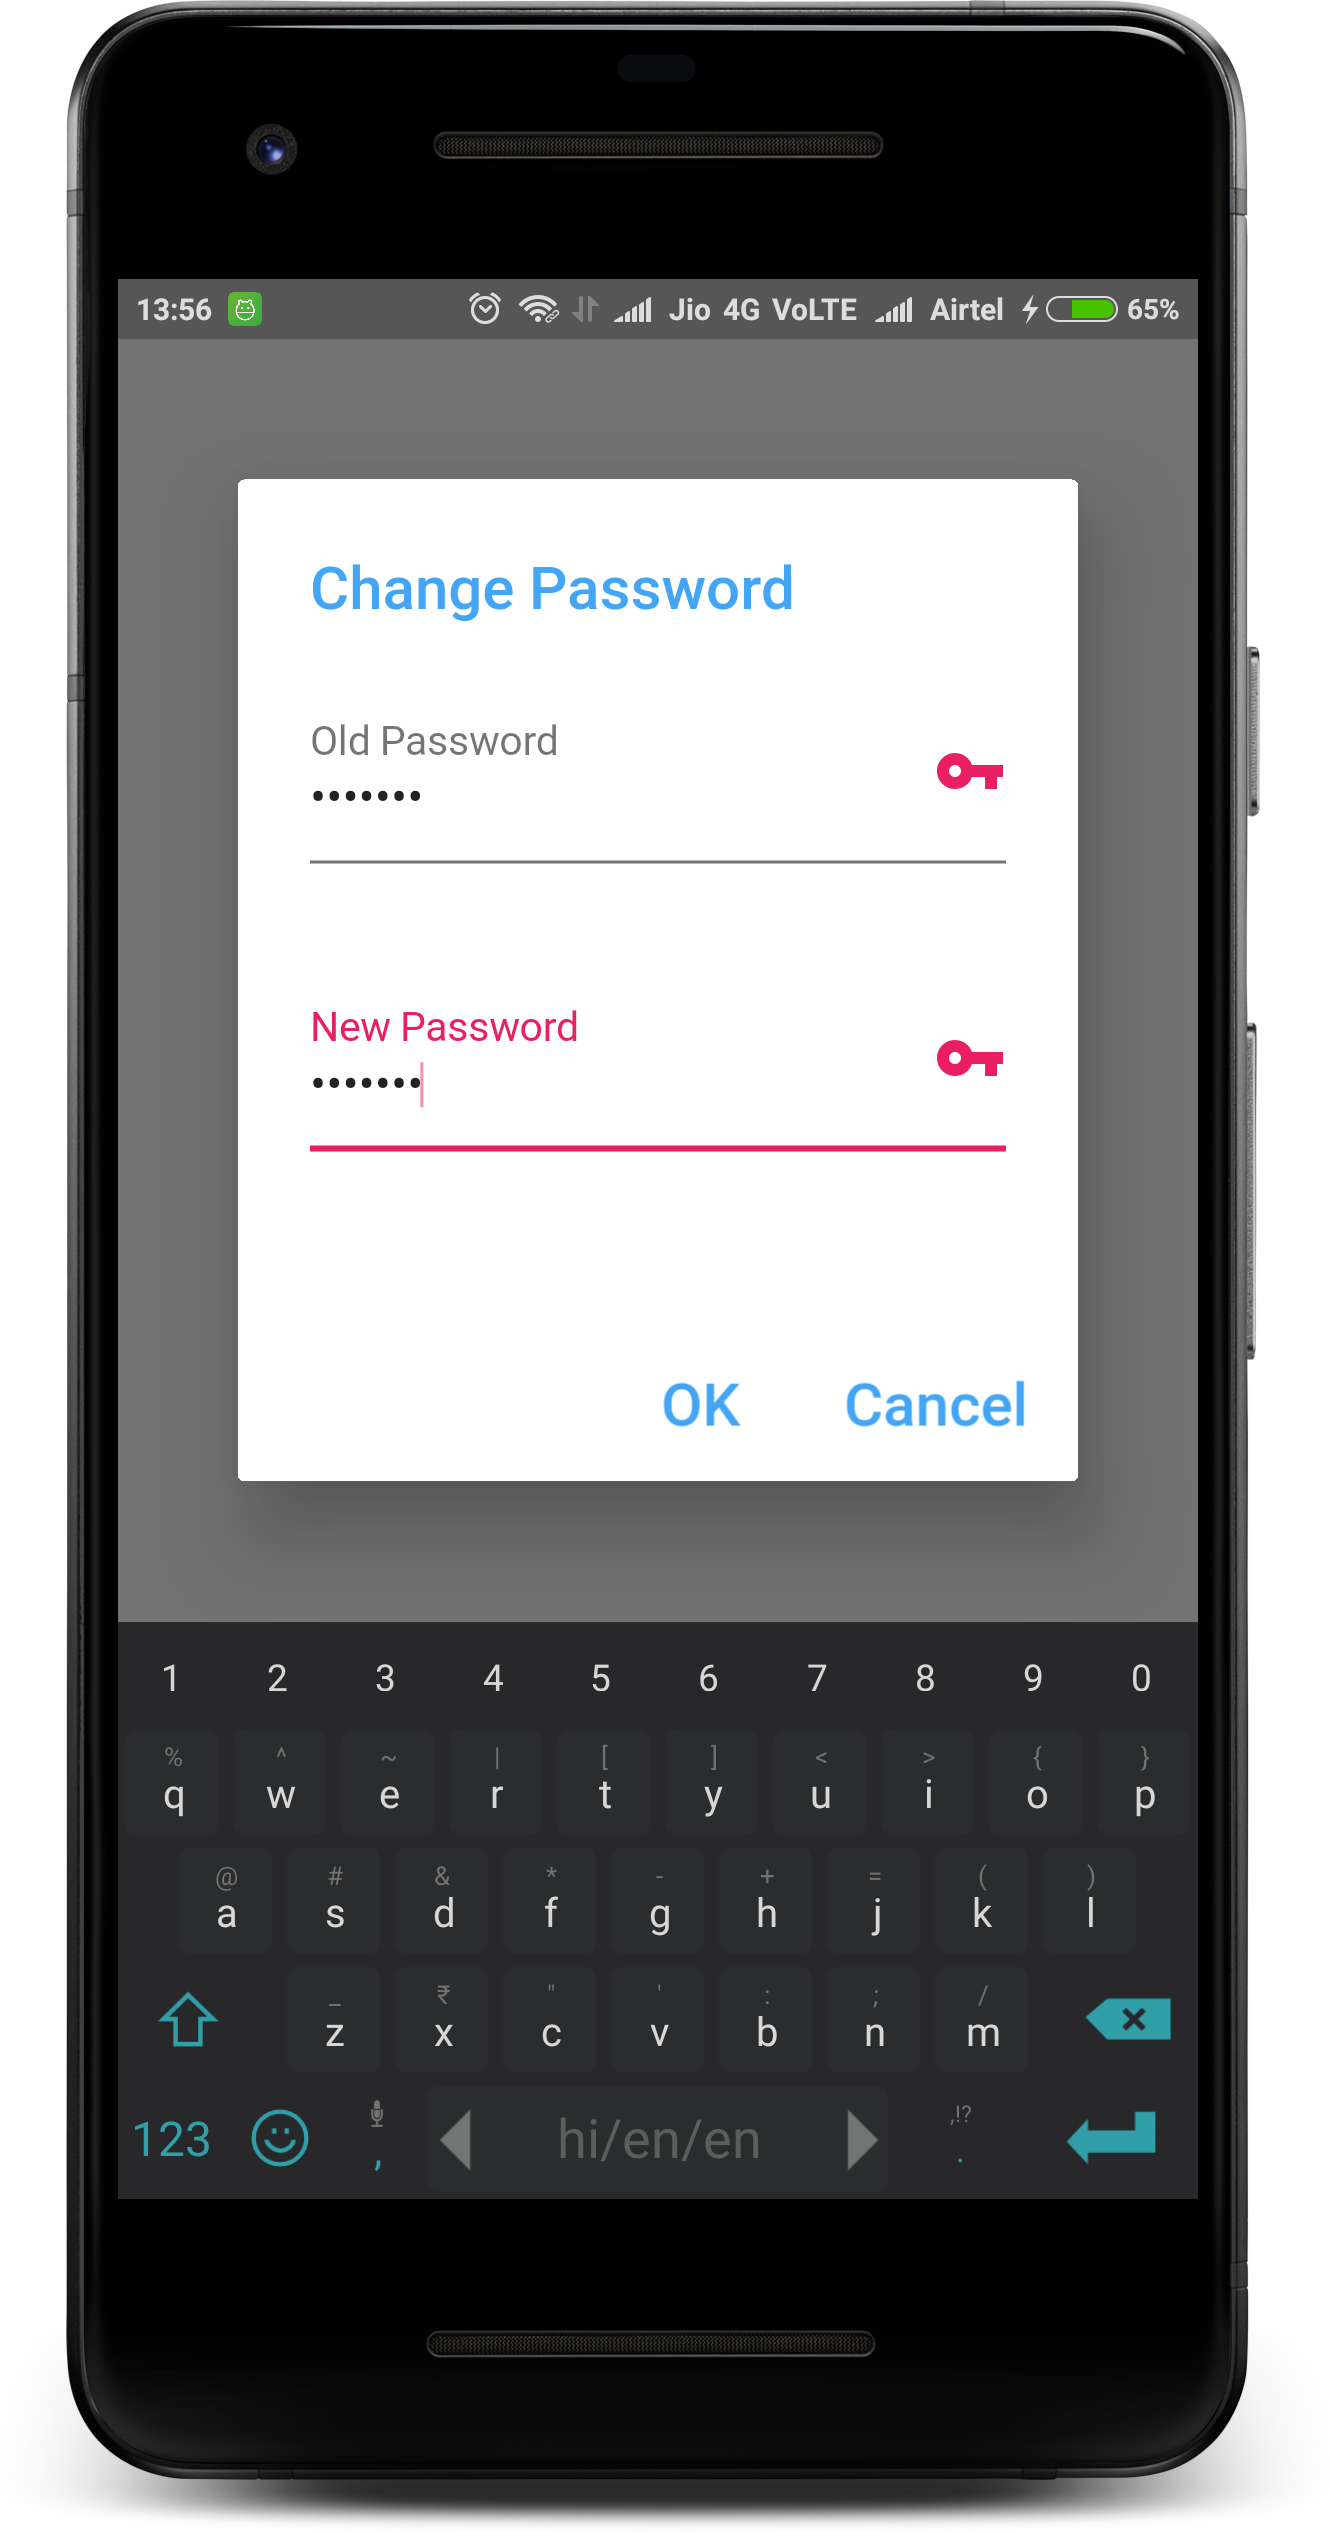 13:56 Jio 4G VoLTE Airtel 65%
Change Password
Old Password
•••••••
New Password
•••••••
OK Cancel
1 2 3 4 5 6 7 8 9 0
% ^ ~ | [ ] < > { }
q w e r t y u i o p
@ # & * - + = ( )
a s d f g h j k l
_ ₹ " ' : ; /
z x c v b n m
,!?
123 , hi/en/en .